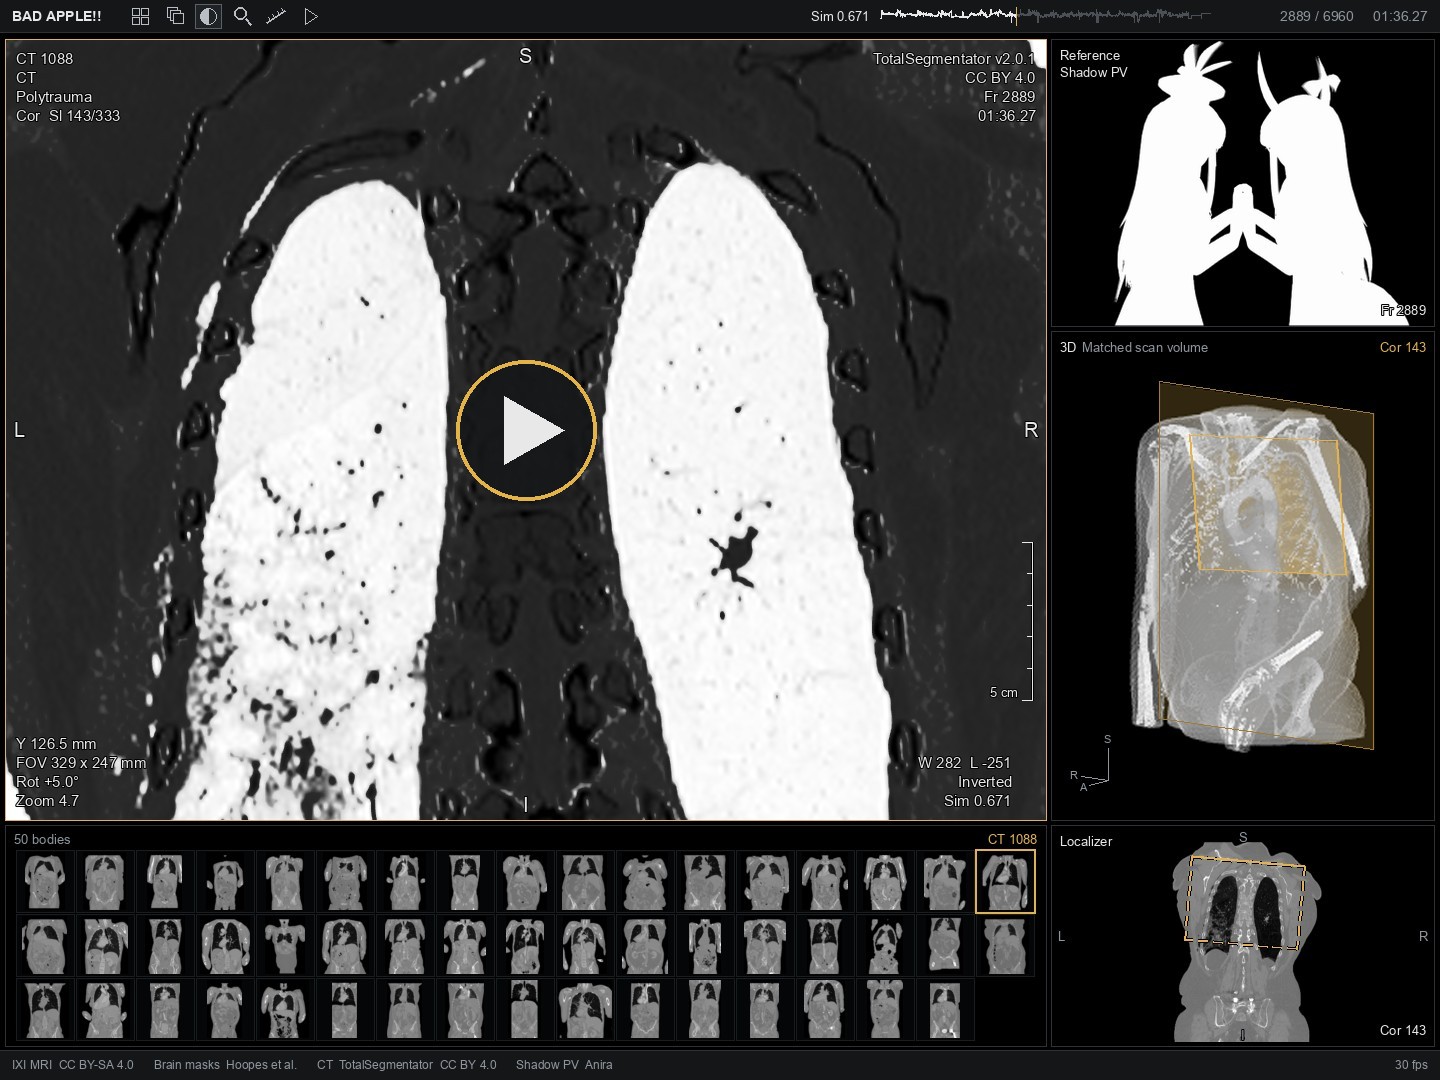 BAD APPLE!!
Sim 0.671
2889 / 6960 01:36.27
CT 1088
CT
Polytrauma
Cor Sl 143/333
S
TotalSegmentator v2.0.1
CC BY 4.0
Fr 2889
01:36.27
L
R
5 cm
Y 126.5 mm
FOV 329 x 247 mm
Rot +5.0°
Zoom 4.7
I
W 282 L -251
Inverted
Sim 0.671
Reference
Shadow PV
Fr 2889
3D Matched scan volume
Cor 143
S
R
A
50 bodies
CT 1088
Localizer
S
L
R
I
Cor 143
IXI MRI CC BY-SA 4.0
Brain masks Hoopes et al.
CT TotalSegmentator CC BY 4.0
Shadow PV Anira
30 fps